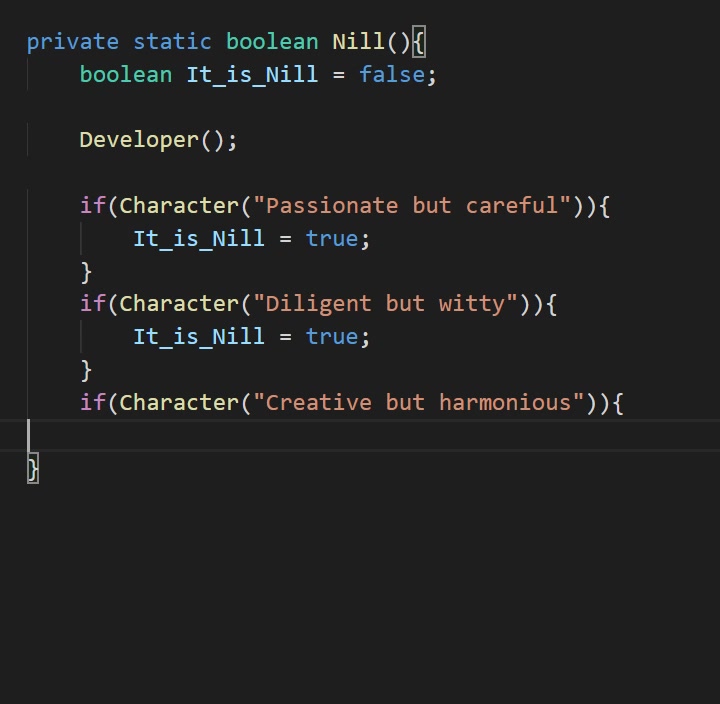 private static boolean Nill(){
    boolean It_is_Nill = false;
    Developer();
    if(Character("Passionate but careful")){
        It_is_Nill = true;
    }
    if(Character("Diligent but witty")){
        It_is_Nill = true;
    }
    if(Character("Creative but harmonious")){
}